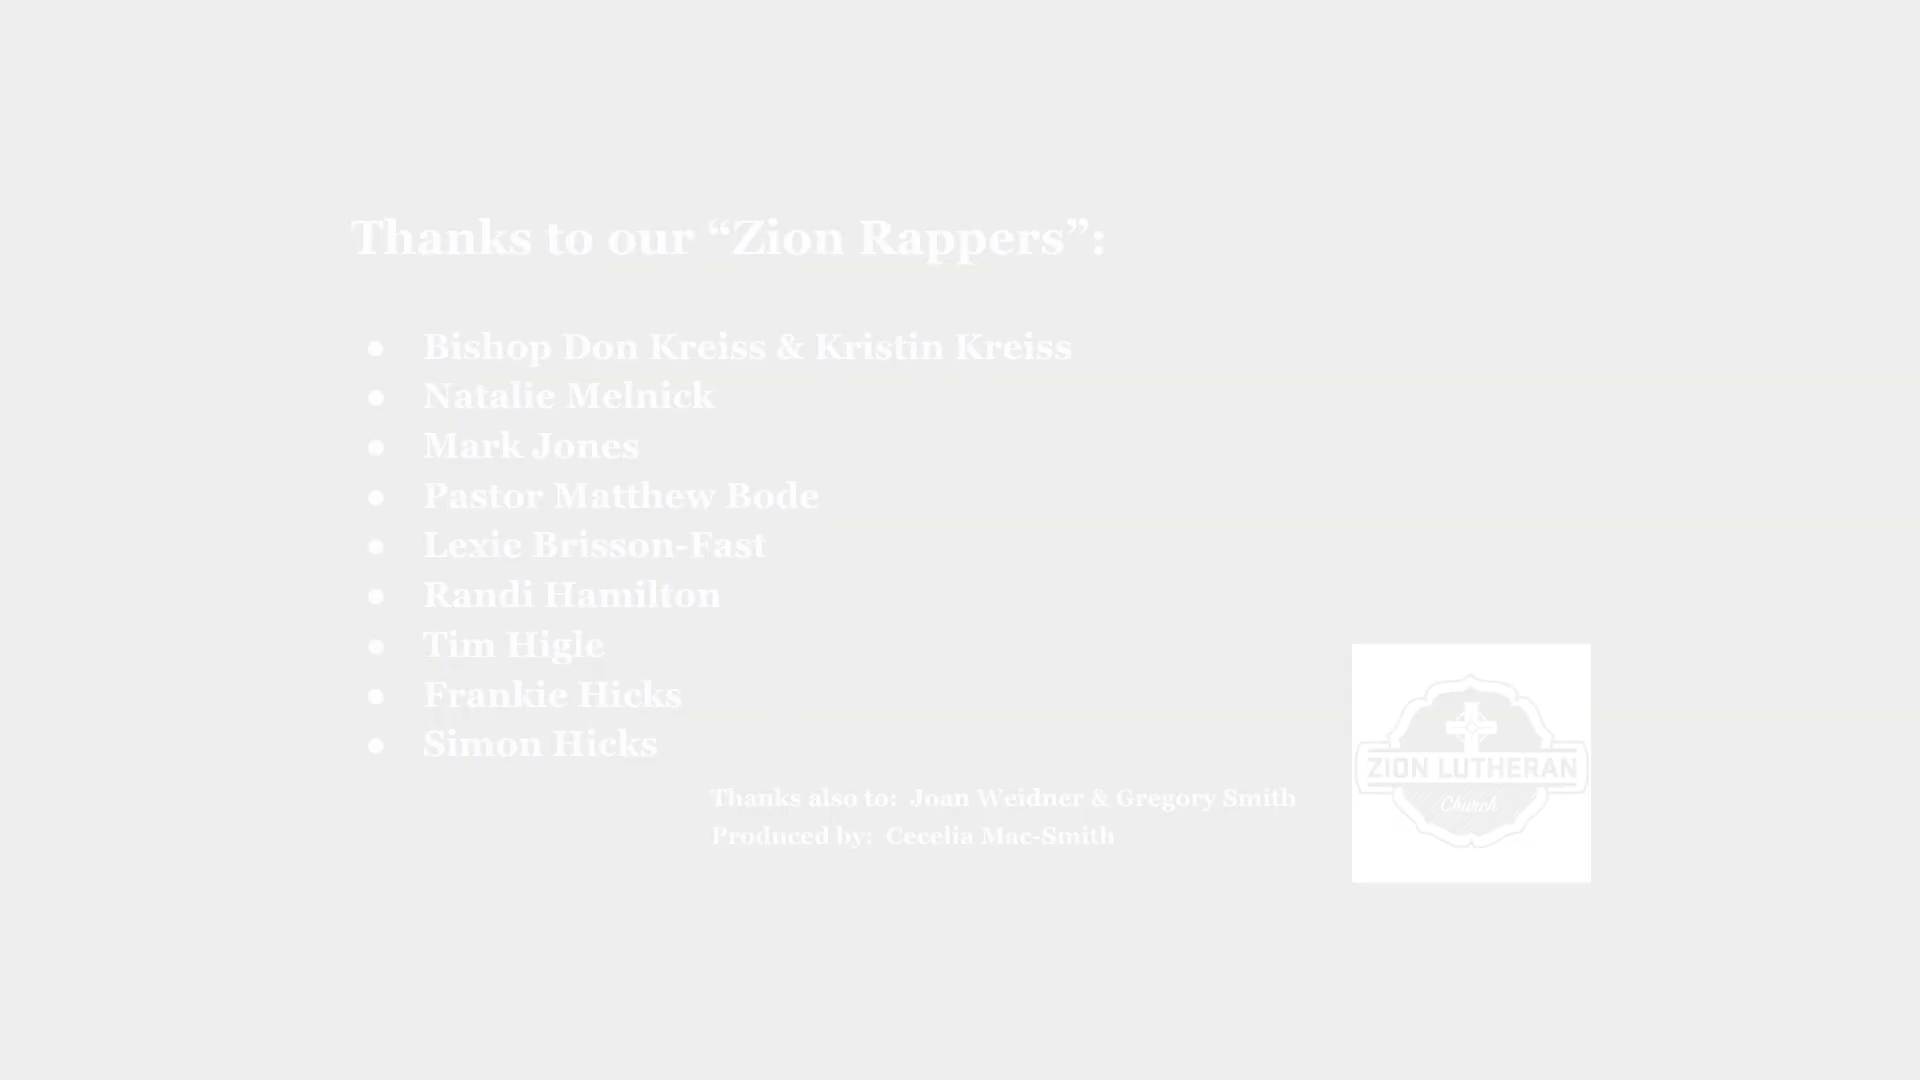 Thanks to our “Zion Rappers”:
● Bishop Don Kreiss & Kristin Kreiss
● Natalie Melnick
● Mark Jones
● Pastor Matthew Bode
● Lexie Brisson-Fast
● Randi Hamilton
● Tim Higle
● Frankie Hicks
● Simon Hicks
Thanks also to: Joan Weidner & Gregory Smith
Produced by: Cecelia Mac-Smith
ZION LUTHERAN
Church